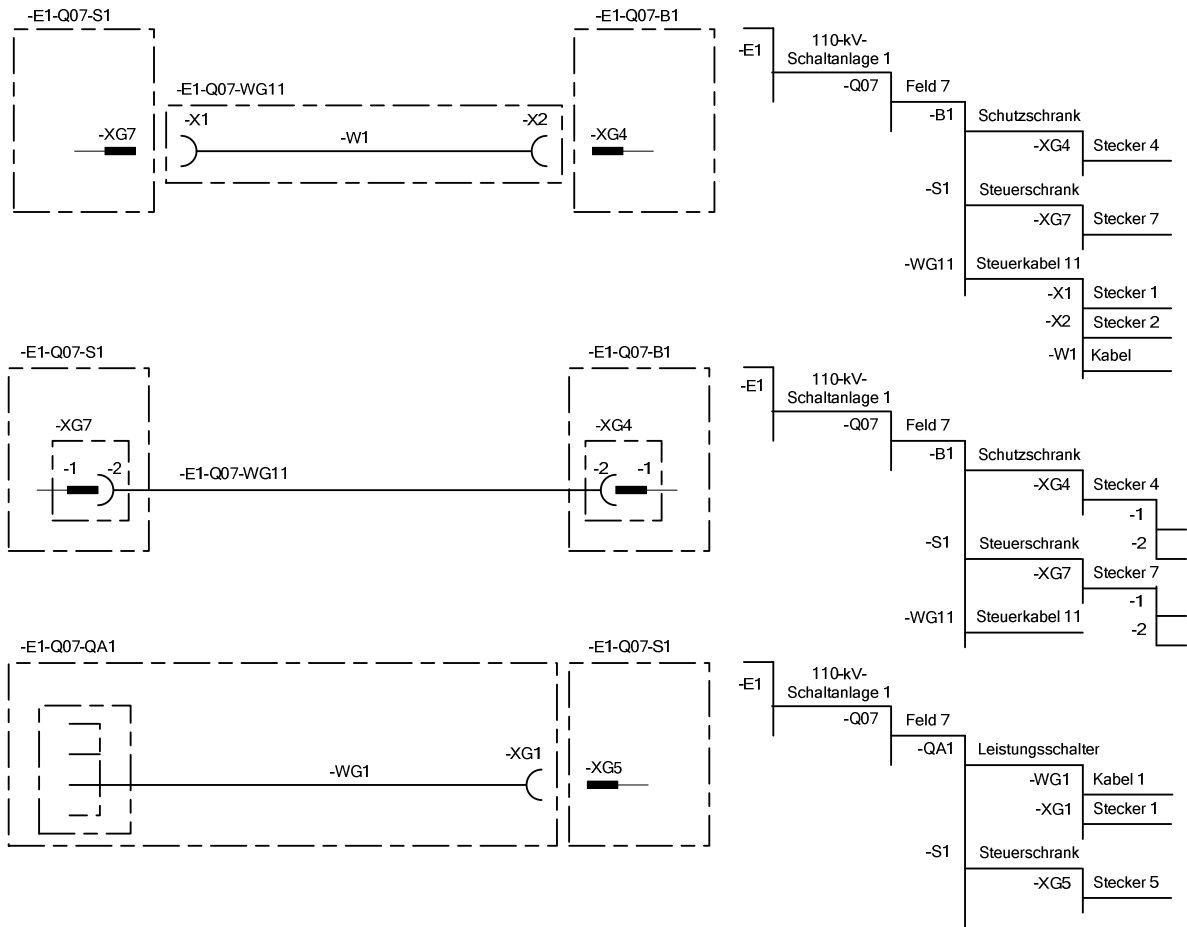 -E1-Q07-S1
-E1-Q07-B1
-E1-Q07-WG11
-X1
-X2
-W1
-XG7
-XG4
-E1
110-kV-
Schaltanlage 1
-Q07
Feld 7
-B1
Schutzschrank
-XG4
Stecker 4
-S1
Steuerschrank
-XG7
Stecker 7
-WG11
Steuerkabel 11
-X1
Stecker 1
-X2
Stecker 2
-W1
Kabel
-E1-Q07-S1
-E1-Q07-B1
-XG7
-XG4
-1
-2
-E1-Q07-WG11
-2
-1
-E1
110-kV-
Schaltanlage 1
-Q07
Feld 7
-B1
Schutzschrank
-XG4
Stecker 4
-1
-2
-S1
Steuerschrank
-XG7
Stecker 7
-1
-2
-WG11
Steuerkabel 11
-E1-Q07-QA1
-E1-Q07-S1
-WG1
-XG1
-XG5
-E1
110-kV-
Schaltanlage 1
-Q07
Feld 7
-QA1
Leistungsschalter
-WG1
Kabel 1
-XG1
Stecker 1
-S1
Steuerschrank
-XG5
Stecker 5